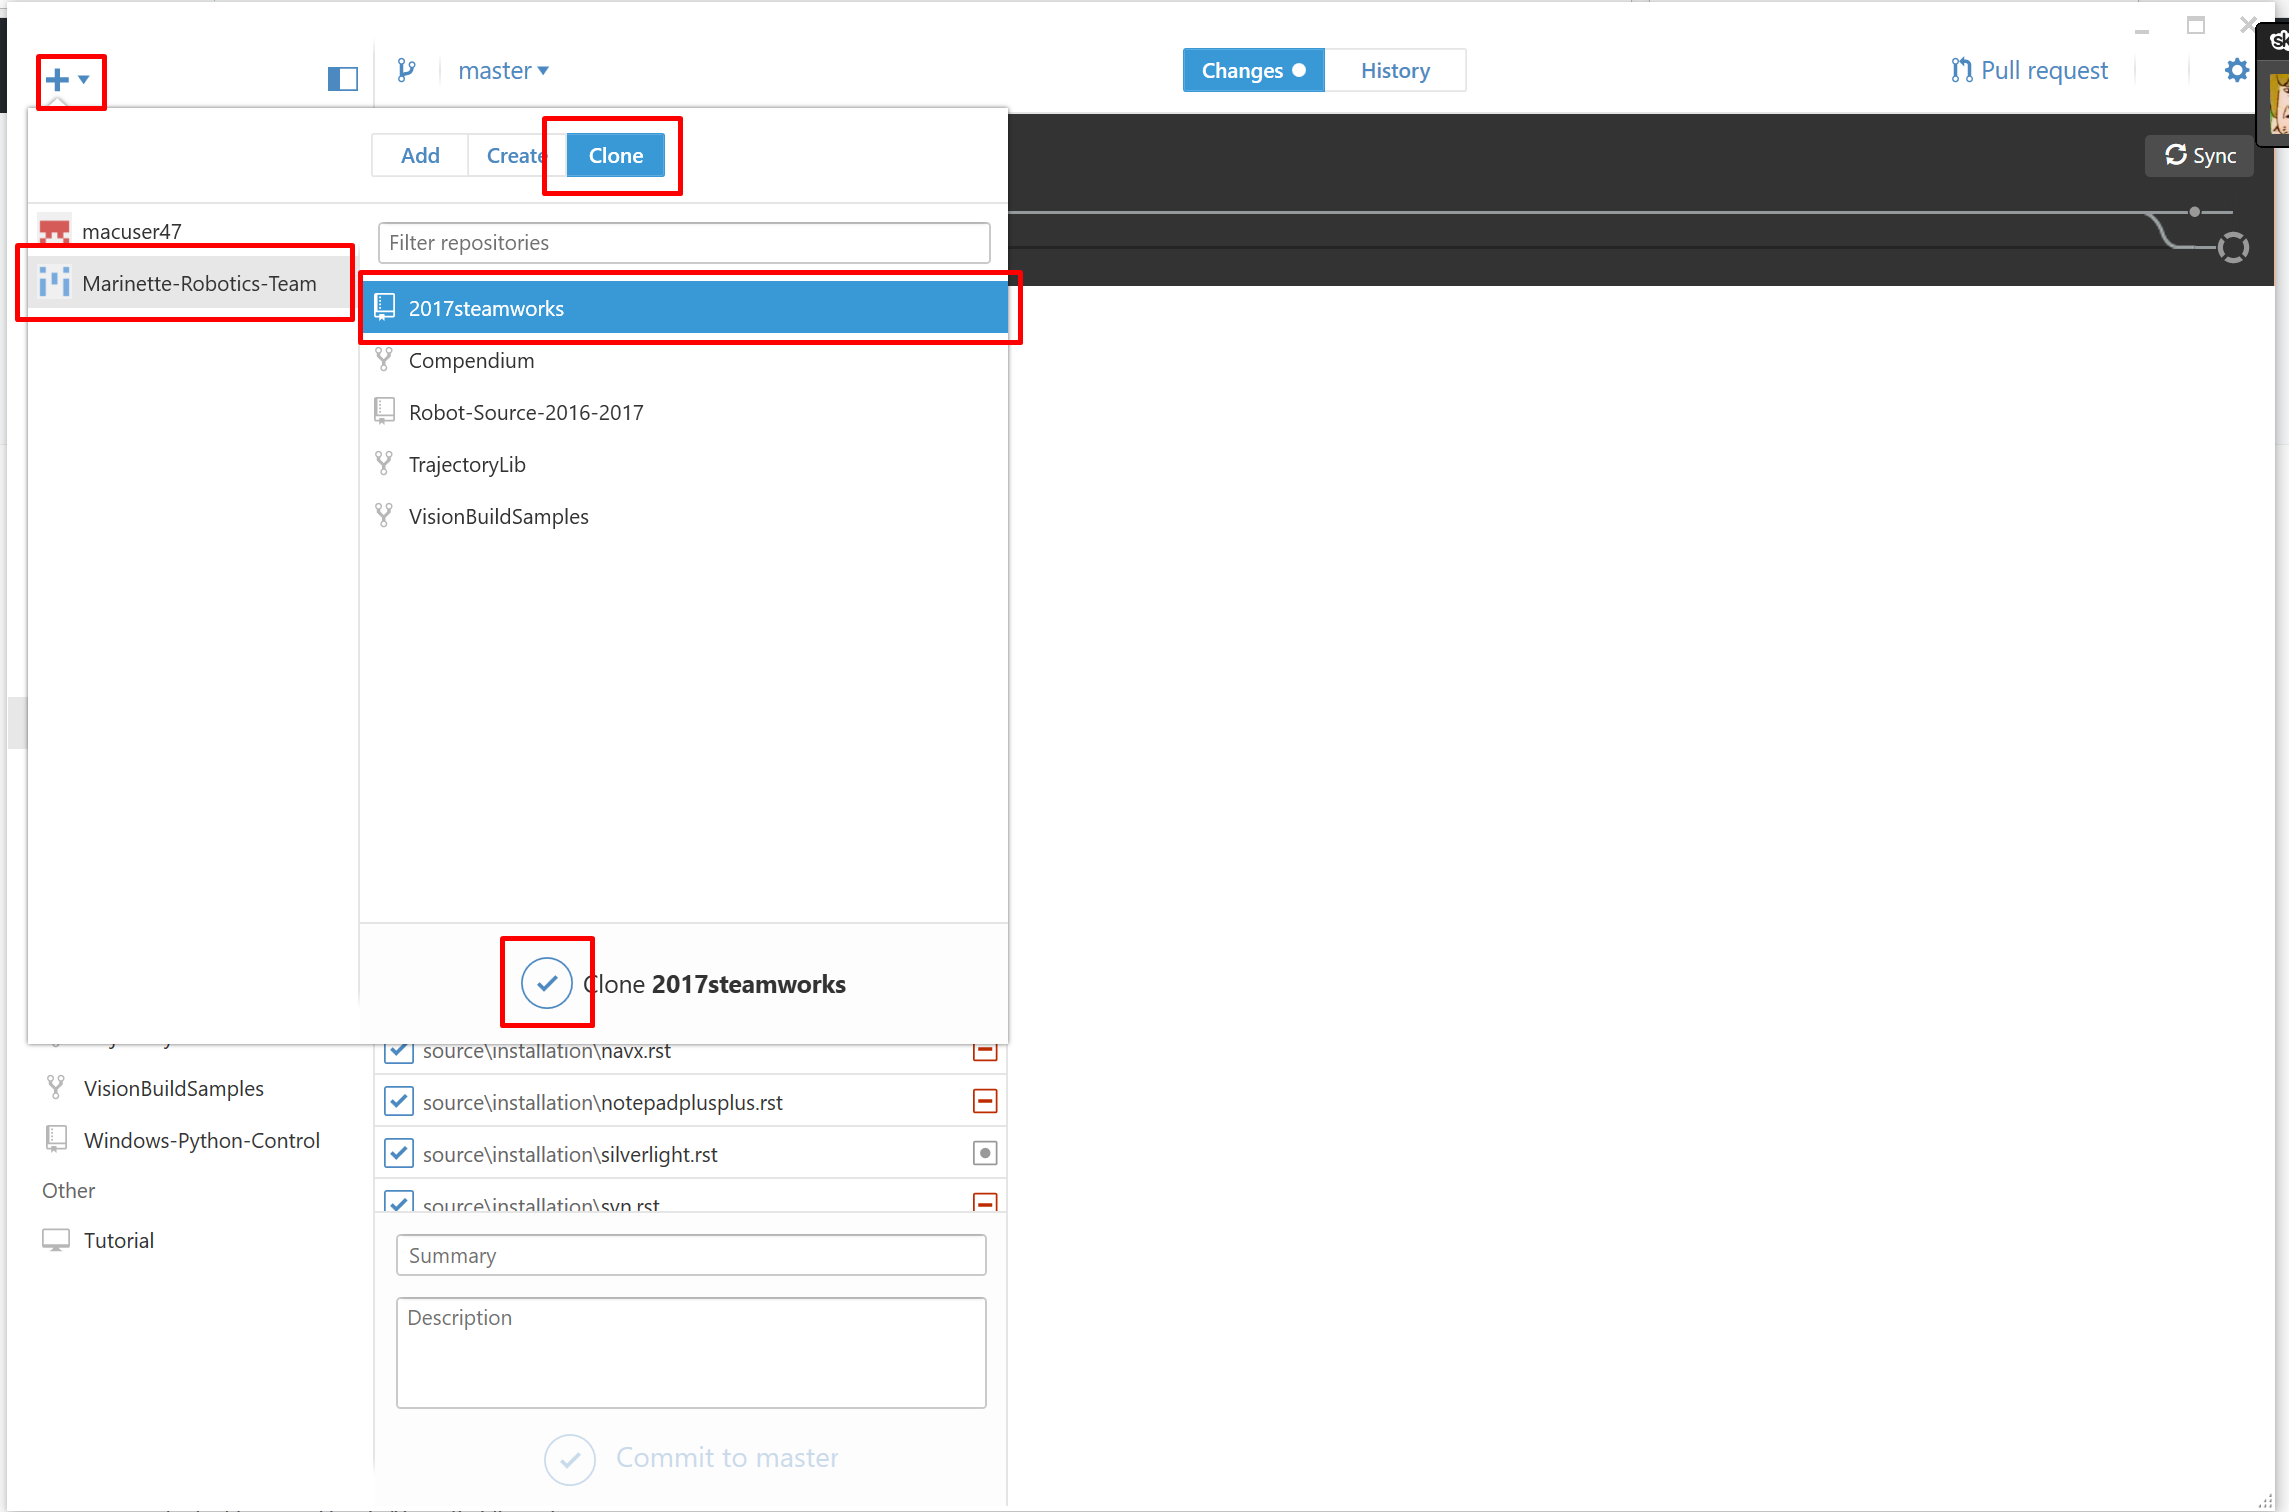 master
Changes
History
Pull request
Add
Create
Clone
Sync
macuser47
Marinette-Robotics-Team
Filter repositories
2017steamworks
Compendium
Robot-Source-2016-2017
TrajectoryLib
VisionBuildSamples
Clone 2017steamworks
VisionBuildSamples
Windows-Python-Control
Other
Tutorial
source\installation\navx.rst
source\installation\notepadplusplus.rst
source\installation\silverlight.rst
source\installation\svn.rst
Summary
Description
Commit to master